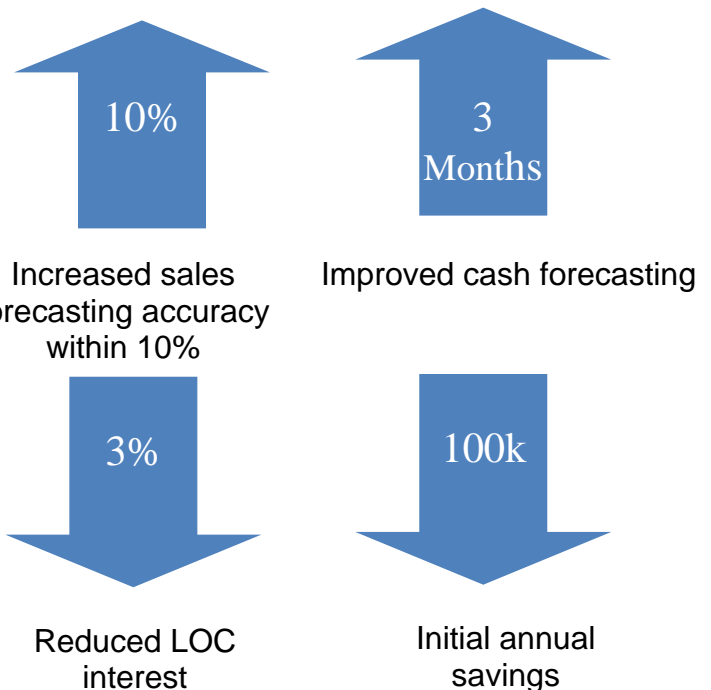 10%
3
Months
Increased sales
orecasting accuracy
within 10%
Improved cash forecasting
3%
100k
Reduced LOC
interest
Initial annual
savings